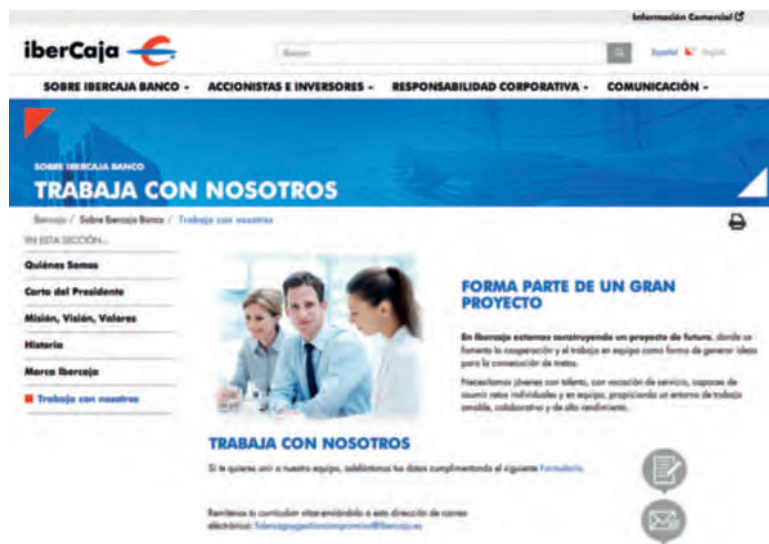 Información Comercial
iberCaja
Buscar
Español English
SOBRE IBERCAJA BANCO ACCIONISTAS E INVERSORES RESPONSABILIDAD CORPORATIVA COMUNICACIÓN
SOBRE IBERCAJA BANCO
TRABAJA CON NOSOTROS
Ibercaja / Sobre Ibercaja Banco / Trabaja con nosotros
EN ESTA SECCIÓN...
Quiénes Somos
Carta del Presidente
Misión, Visión, Valores
Historia
Marca Ibercaja
Trabaja con nosotros
FORMA PARTE DE UN GRAN
PROYECTO
En Ibercaja estamos construyendo un proyecto de futuro, donde se
fomenta la cooperación y el trabajo en equipo como forma de generar ideas
para la consecución de metas.
Necesitamos jóvenes con talento, con vocación de servicio, capaces de
asumir retos individuales y en equipo, propiciando un entorno de trabajo
amable, colaborativo y de alto rendimiento.
TRABAJA CON NOSOTROS
Si te quieres unir a nuestro equipo, adelántanos tus datos cumplimentando el siguiente Formulario.
Remítenos tu curriculum vitae enviándolo a esta dirección de correo
electrónico: